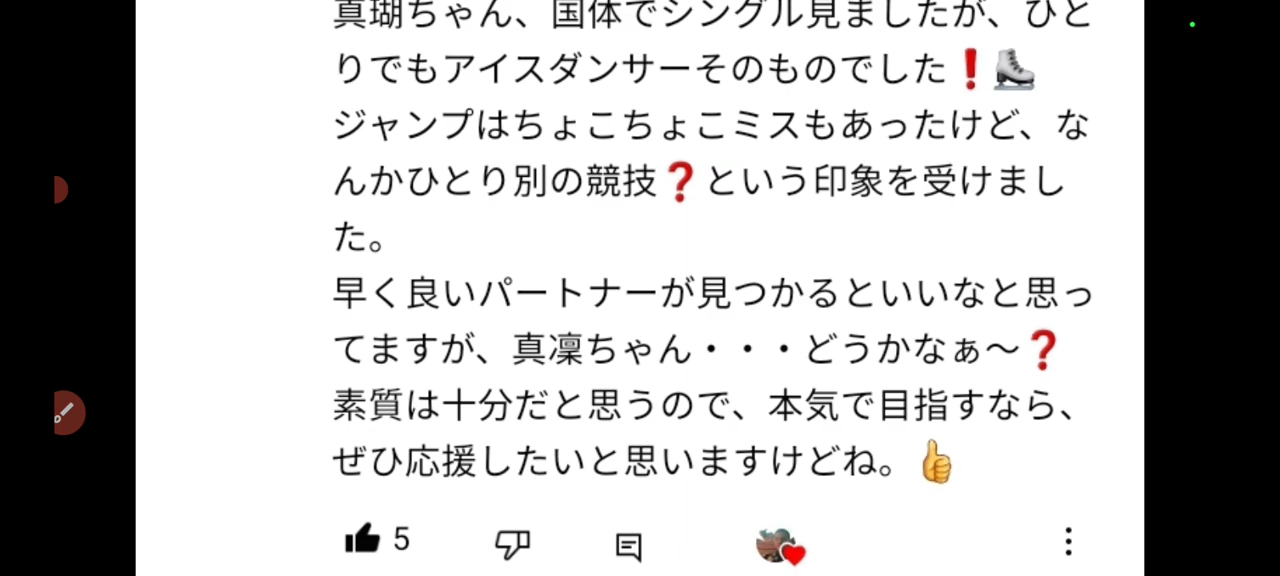 真瑚ちゃん、国体でシングル見ましたが、ひと
りでもアイスダンサーそのものでした❗⛸️
ジャンプはちょこちょこミスもあったけど、な
んかひとり別の競技❓という印象を受けまし
た。
早く良いパートナーが見つかるといいなと思っ
てますが、真凜ちゃん・・・どうかなぁ〜❓
素質は十分だと思うので、本気で目指すなら、
ぜひ応援したいと思いますけどね。👍
5